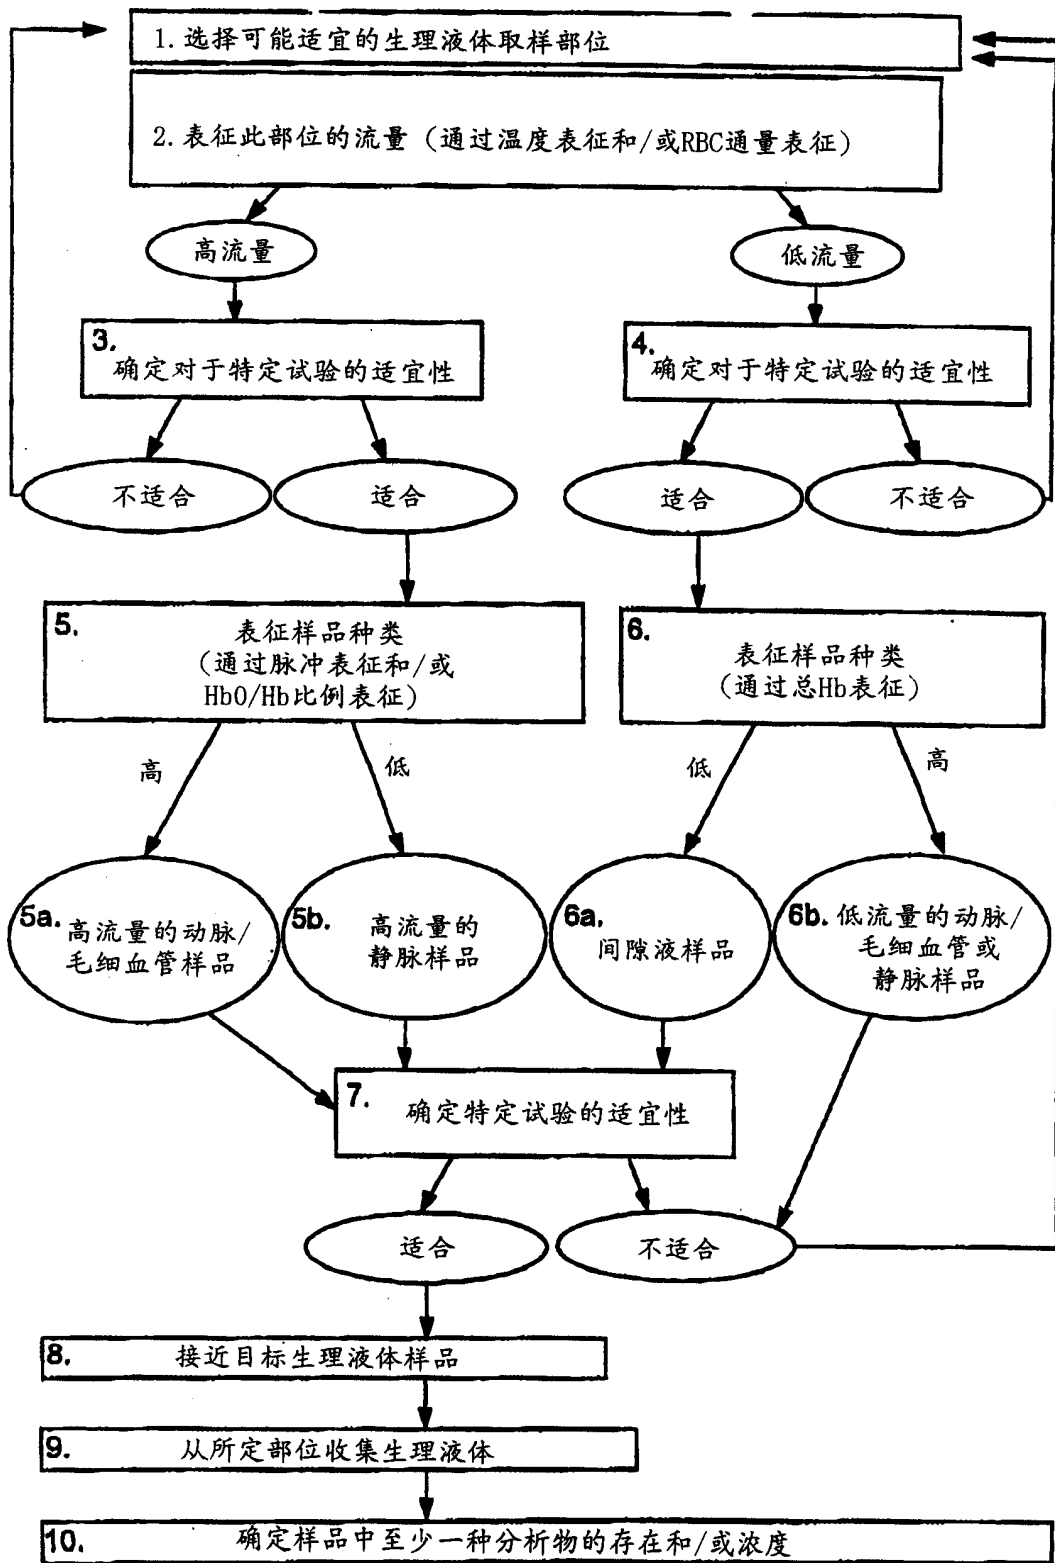 1.选择可能适宜的生理液体取样部位
2.表征此部位的流量（通过温度表征和/或RBC通量表征）
高流量
低流量
3.
确定对于特定试验的适宜性
4.
确定对于特定试验的适宜性
不适合
适合
适合
不适合
5.
表征样品种类
（通过脉冲表征和/或
HbO/Hb比例表征）
6.
表征样品种类
（通过总Hb表征）
高
低
低
高
5a.
高流量的动脉/
毛细血管样品
5b.
高流量的
静脉样品
6a.
间隙液样品
6b.
低流量的动脉/
毛细血管或
静脉样品
7.
确定特定试验的适宜性
适合
不适合
8.
接近目标生理液体样品
9.
从所定部位收集生理液体
10.
确定样品中至少一种分析物的存在和/或浓度